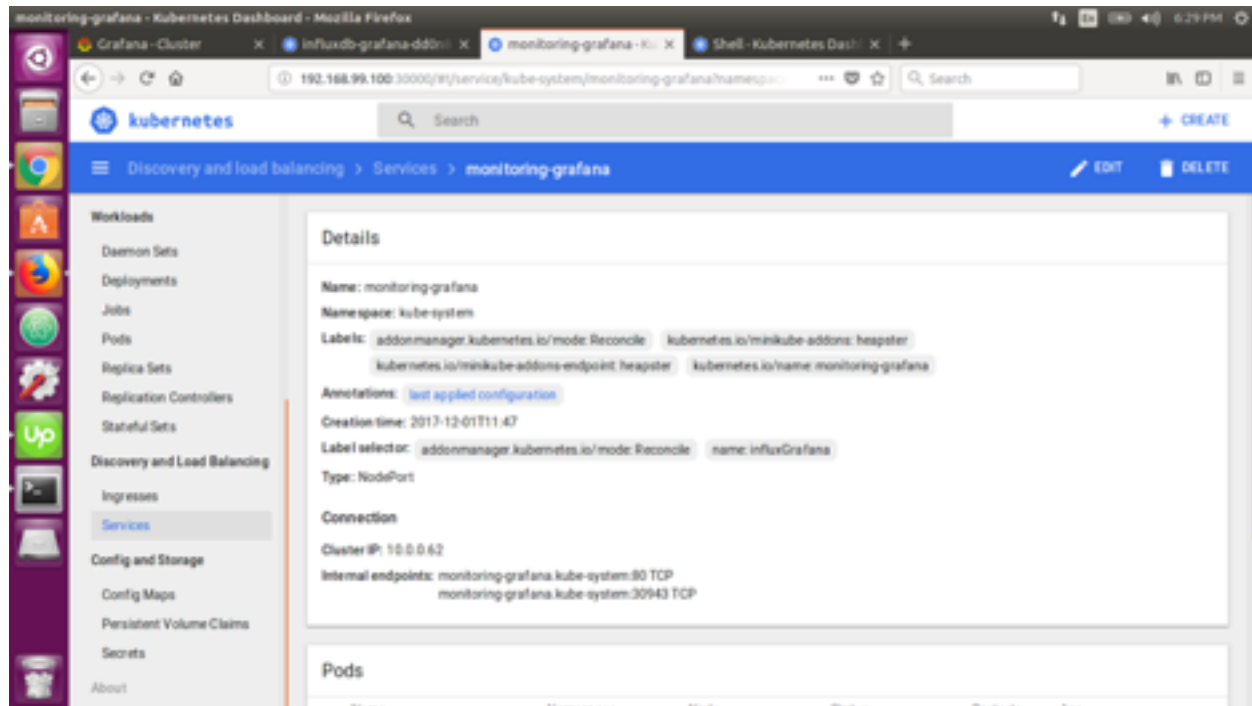 monitoring-grafana - Kubernetes Dashboard - Mozilla Firefox
6:29 PM
Grafana - Cluster
influxdb-grafana-dd0n
monitoring-grafana - Ku
Shell - Kubernetes Dash
192.168.99.100:30000/#!/service/kube-system/monitoring-grafana?namespac
Search
kubernetes
Search
+ CREATE
Discovery and load balancing > Services > monitoring-grafana
EDIT
DELETE
Workloads
Daemon Sets
Deployments
Jobs
Pods
Replica Sets
Replication Controllers
Stateful Sets
Discovery and Load Balancing
Ingresses
Services
Config and Storage
Config Maps
Persistent Volume Claims
Secrets
About
Details
Name: monitoring-grafana
Namespace: kube-system
Labels: addonmanager.kubernetes.io/mode: Reconcile kubernetes.io/minikube-addons: heapster
kubernetes.io/minikube-addons-endpoint: heapster kubernetes.io/name: monitoring-grafana
Annotations: last applied configuration
Creation time: 2017-12-01T11:47
Label selector: addonmanager.kubernetes.io/mode: Reconcile name: influxGrafana
Type: NodePort
Connection
Cluster IP: 10.0.0.62
Internal endpoints: monitoring-grafana.kube-system:80 TCP
monitoring-grafana.kube-system:30943 TCP
Pods
Up